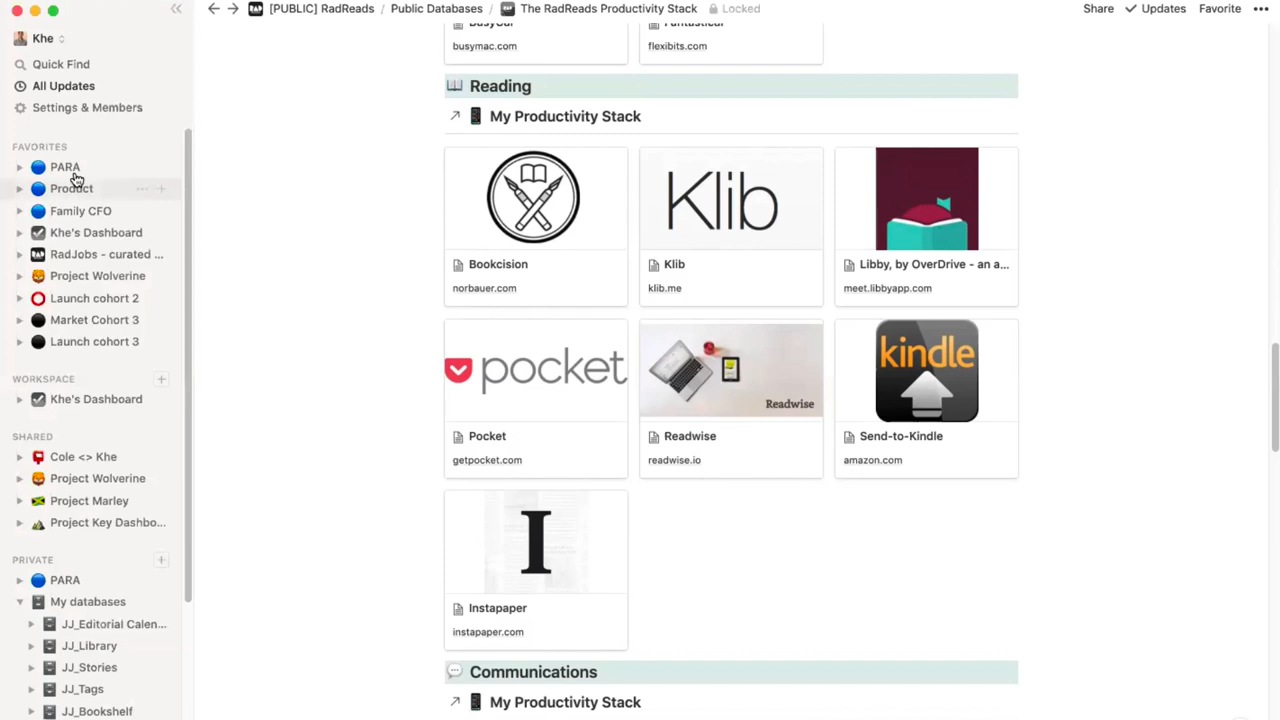 [PUBLIC] RadReads / Public Databases / The RadReads Productivity Stack Locked
Share Updates Favorite
Khe
Quick Find
All Updates
Settings & Members
FAVORITES
PARA
Product
Family CFO
Khe's Dashboard
RadJobs - curated ...
Project Wolverine
Launch cohort 2
Market Cohort 3
Launch cohort 3
WORKSPACE
Khe's Dashboard
SHARED
Cole <> Khe
Project Wolverine
Project Marley
Project Key Dashbo...
PRIVATE
PARA
My databases
JJ_Editorial Calen...
JJ_Library
JJ_Stories
JJ_Tags
JJ_Bookshelf
BusyCal Fantastical
busymac.com flexibits.com
Reading
My Productivity Stack
Klib
Bookcision Klib Libby, by OverDrive - an a...
norbauer.com klib.me meet.libbyapp.com
pocket Readwise kindle
Pocket Readwise Send-to-Kindle
getpocket.com readwise.io amazon.com
I
Instapaper
instapaper.com
Communications
My Productivity Stack